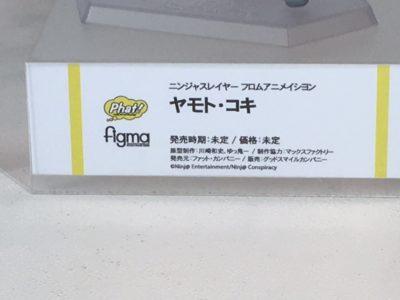 ニンジャスレイヤー フロムアニメイシヨン
Phat!
ヤモト・コキ
figma
発売時期：未定 / 価格：未定
原型制作：川崎和史、ゆっ鬼一 / 制作協力：マックスファクトリー
発売元：ファット・カンパニー / 販売：グッドスマイルカンパニー
©Ninj@ Entertainment/Ninj@ Conspiracy